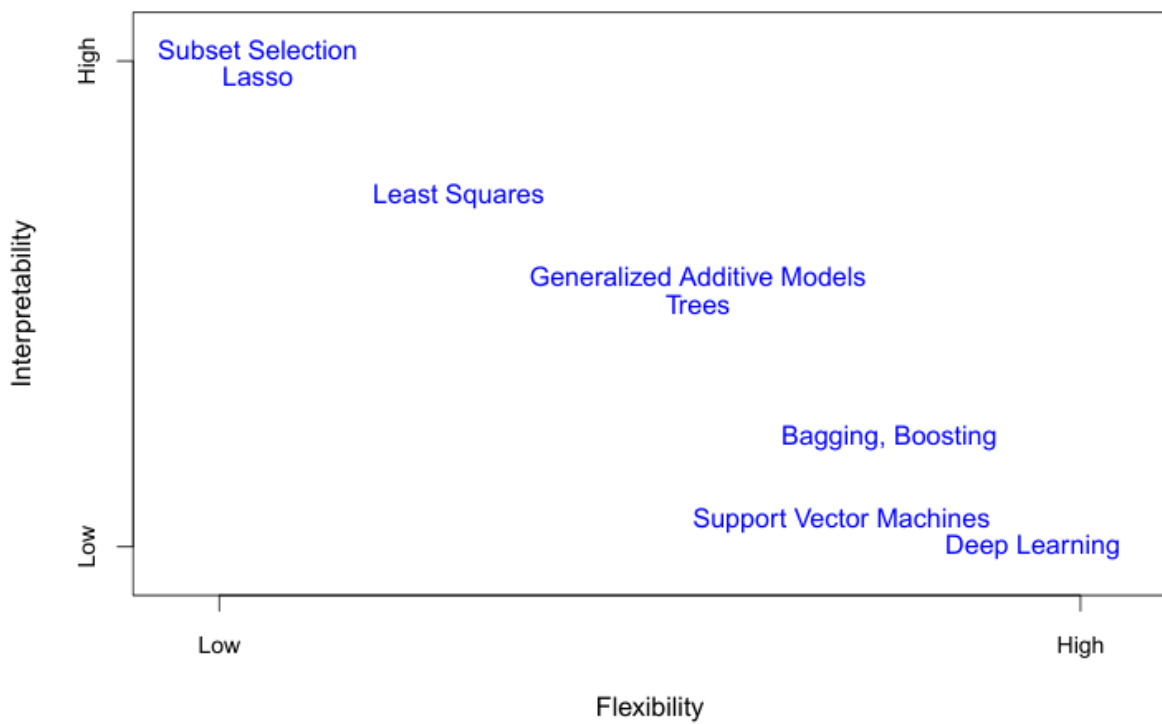 High
Subset Selection
Lasso
Least Squares
Interpretability
Generalized Additive Models
Trees
Bagging, Boosting
Support Vector Machines
Low
Deep Learning
Low
High
Flexibility